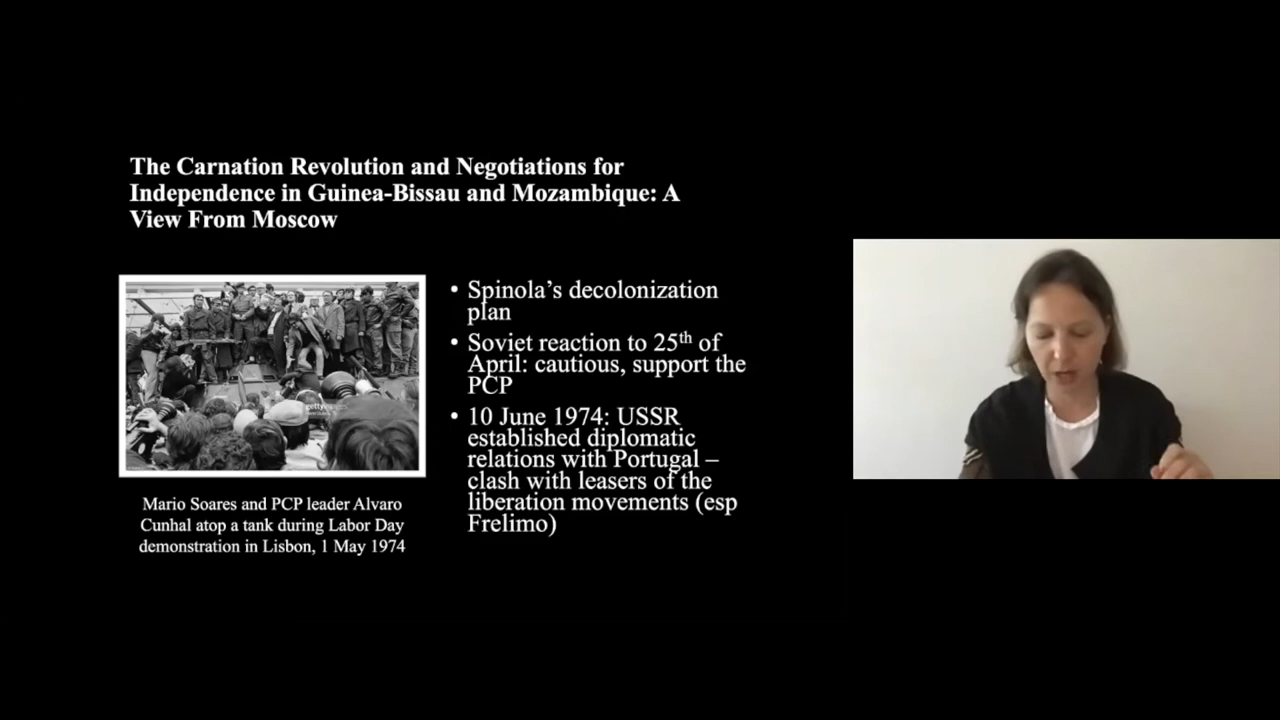 The Carnation Revolution and Negotiations for
Independence in Guinea-Bissau and Mozambique: A
View From Moscow
gettyimages
Mario Soares and PCP leader Alvaro
Cunhal atop a tank during Labor Day
demonstration in Lisbon, 1 May 1974
• Spinola’s decolonization
plan
• Soviet reaction to 25th of
April: cautious, support the
PCP
• 10 June 1974: USSR
established diplomatic
relations with Portugal –
clash with leasers of the
liberation movements (esp
Frelimo)